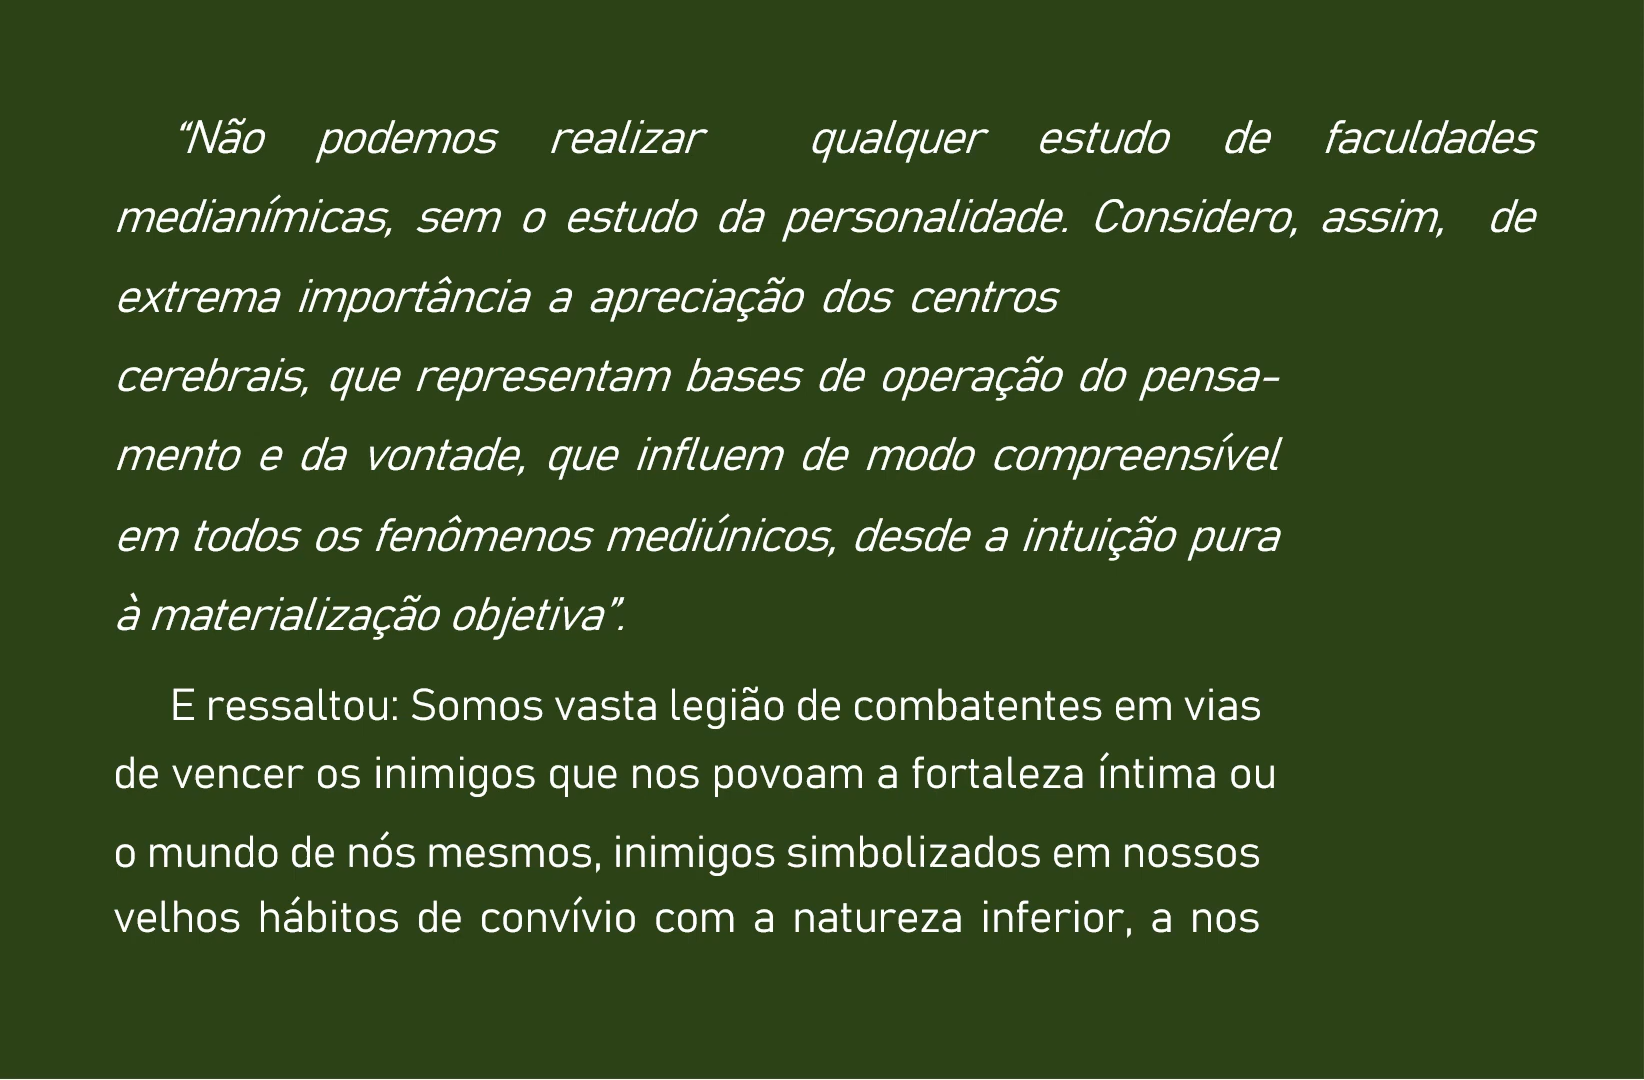 “Não podemos realizar qualquer estudo de faculdades
medianímicas, sem o estudo da personalidade. Considero, assim, de
extrema importância a apreciação dos centros
cerebrais, que representam bases de operação do pensa-
mento e da vontade, que influem de modo compreensível
em todos os fenômenos mediúnicos, desde a intuição pura
à materialização objetiva”.
E ressaltou: Somos vasta legião de combatentes em vias
de vencer os inimigos que nos povoam a fortaleza íntima ou
o mundo de nós mesmos, inimigos simbolizados em nossos
velhos hábitos de convívio com a natureza inferior, a nos